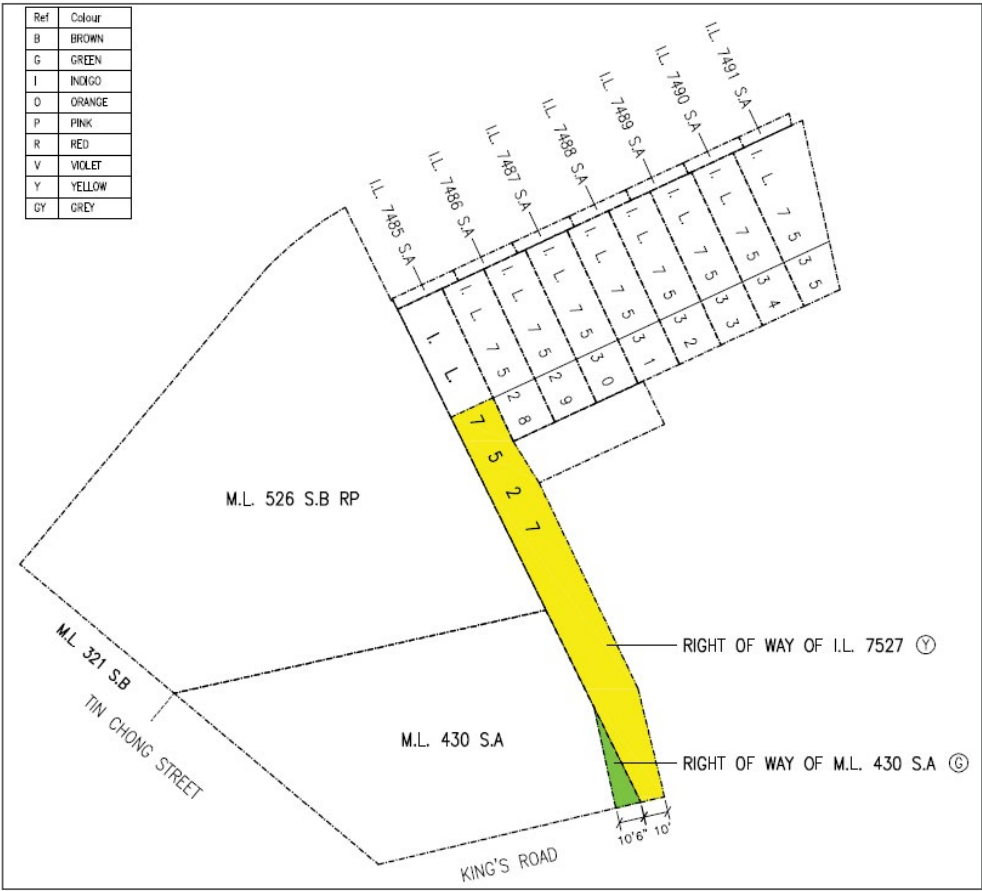 Ref Colour
B BROWN
G GREEN
I INDIGO
O ORANGE
P PINK
R RED
V VIOLET
Y YELLOW
GY GREY
I.L. 7485 S.A
I.L. 7486 S.A
I.L. 7487 S.A
I.L. 7488 S.A
I.L. 7489 S.A
I.L. 7490 S.A
I.L. 7491 S.A
I. L. 7527
I. L. 7528
I. L. 7529
I. L. 7530
I. L. 7531
I. L. 7532
I. L. 7533
I. L. 7534
I. L. 7535
M.L. 526 S.B RP
M.L. 321 S.B
TIN CHONG STREET
M.L. 430 S.A
RIGHT OF WAY OF I.L. 7527 Y
RIGHT OF WAY OF M.L. 430 S.A G
10'6" 10'
KING'S ROAD